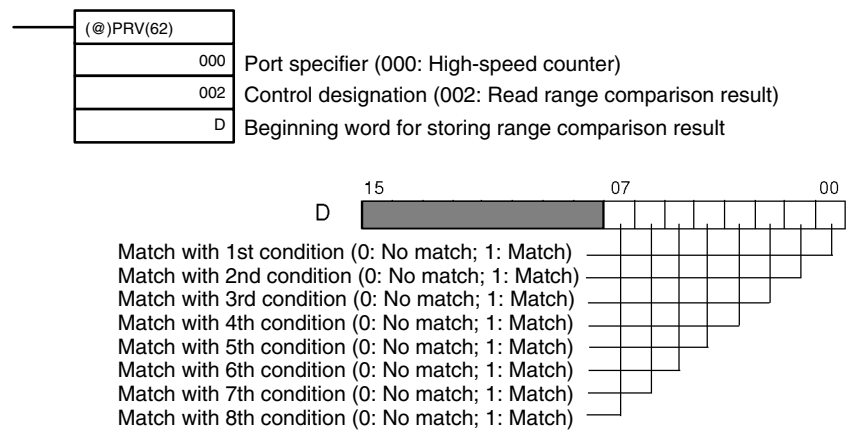 (@)PRV(62)
000 Port specifier (000: High-speed counter)
002 Control designation (002: Read range comparison result)
D Beginning word for storing range comparison result
15 07 00
D
Match with 1st condition (0: No match; 1: Match)
Match with 2nd condition (0: No match; 1: Match)
Match with 3rd condition (0: No match; 1: Match)
Match with 4th condition (0: No match; 1: Match)
Match with 5th condition (0: No match; 1: Match)
Match with 6th condition (0: No match; 1: Match)
Match with 7th condition (0: No match; 1: Match)
Match with 8th condition (0: No match; 1: Match)